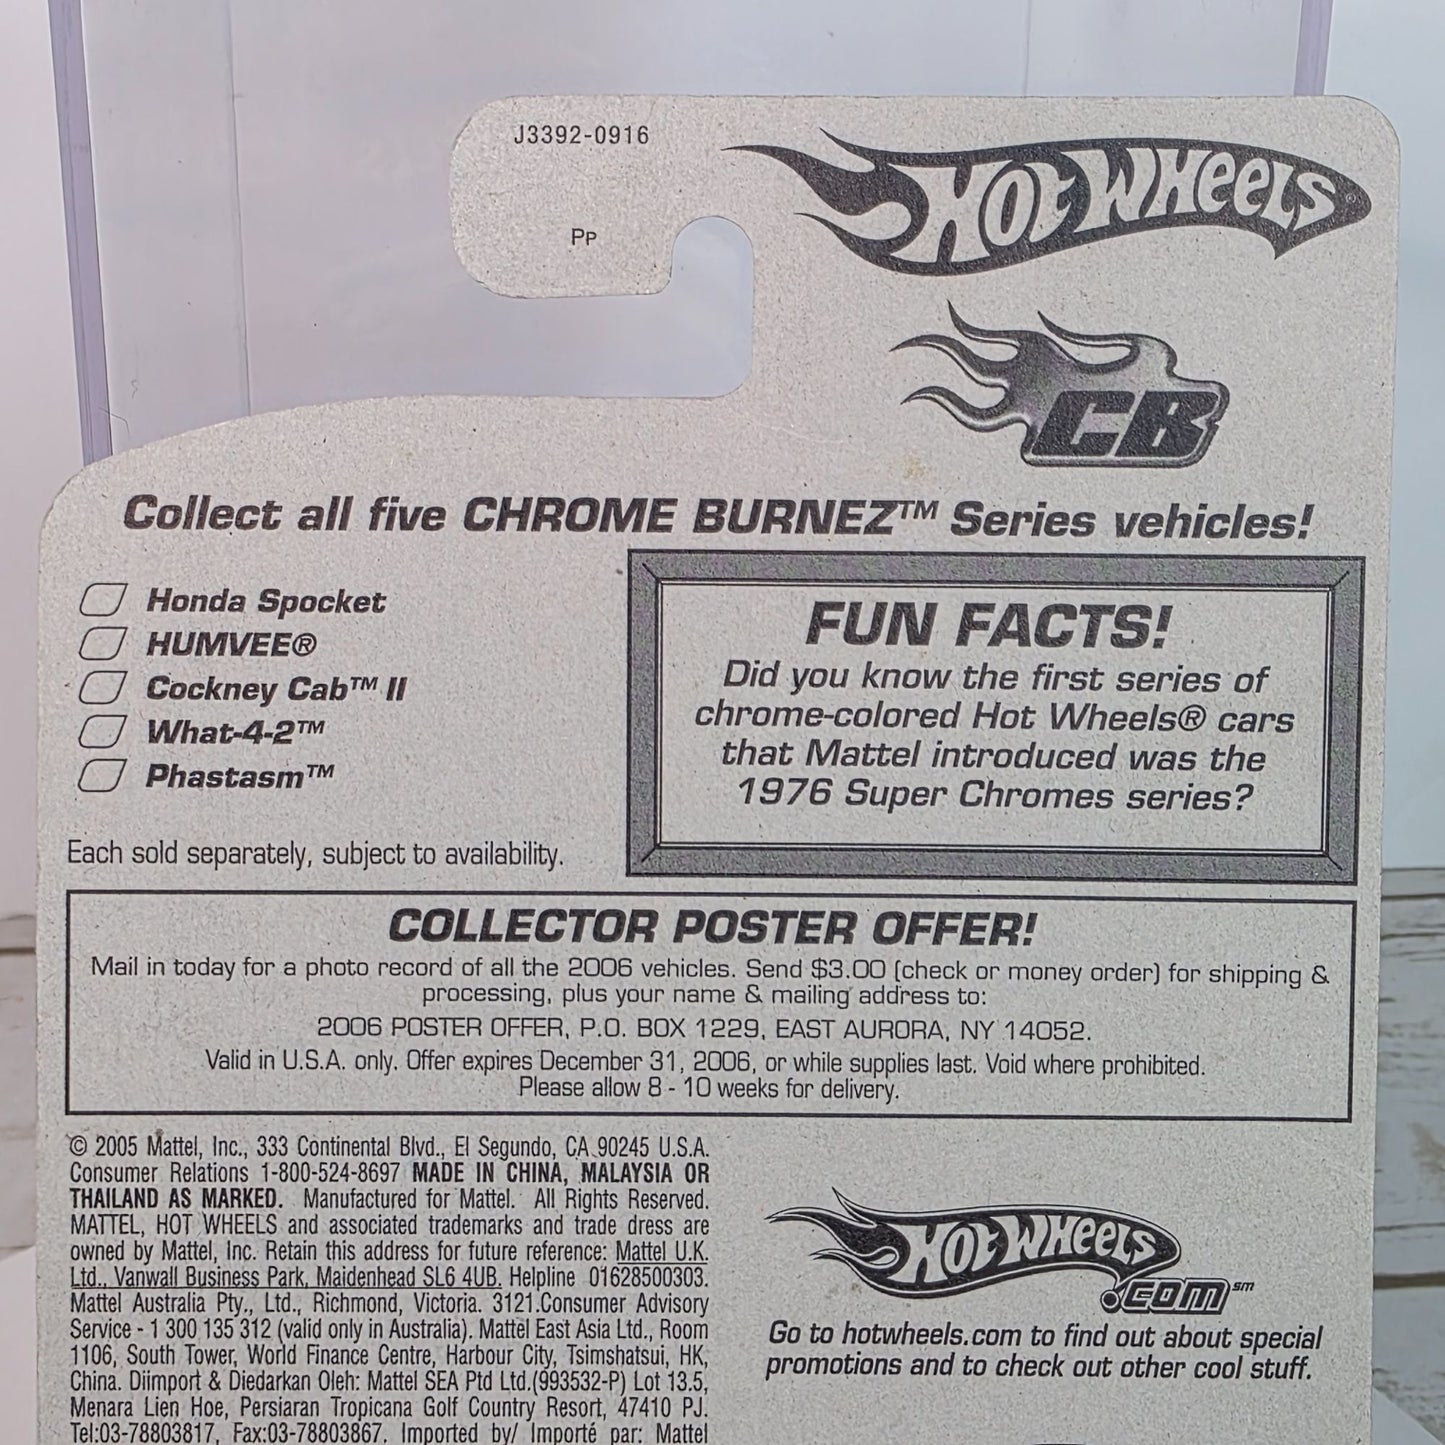 J3392-0916
Pp
HOT WHEELS®
CB
Collect all five CHROME BURNEZ™ Series vehicles!
Honda Spocket
HUMVEE®
Cockney Cab™ II
What-4-2™
Phastasm™
Each sold separately, subject to availability.
FUN FACTS!
Did you know the first series of
chrome-colored Hot Wheels® cars
that Mattel introduced was the
1976 Super Chromes series?
COLLECTOR POSTER OFFER!
Mail in today for a photo record of all the 2006 vehicles. Send $3.00 (check or money order) for shipping &
processing, plus your name & mailing address to:
2006 POSTER OFFER, P.O. BOX 1229, EAST AURORA, NY 14052.
Valid in U.S.A. only. Offer expires December 31, 2006, or while supplies last. Void where prohibited.
Please allow 8 - 10 weeks for delivery.
© 2005 Mattel, Inc., 333 Continental Blvd., El Segundo, CA 90245 U.S.A.
Consumer Relations 1-800-524-8697 MADE IN CHINA, MALAYSIA OR
THAILAND AS MARKED. Manufactured for Mattel. All Rights Reserved.
MATTEL, HOT WHEELS and associated trademarks and trade dress are
owned by Mattel, Inc. Retain this address for future reference: Mattel U.K.
Ltd., Vanwall Business Park, Maidenhead SL6 4UB. Helpline 01628500303.
Mattel Australia Pty., Ltd., Richmond, Victoria. 3121.Consumer Advisory
Service - 1 300 135 312 (valid only in Australia). Mattel East Asia Ltd., Room
1106, South Tower, World Finance Centre, Harbour City, Tsimshatsui, HK,
China. Diimport & Diedarkan Oleh: Mattel SEA Ptd Ltd.(993532-P) Lot 13.5,
Menara Lien Hoe, Persiaran Tropicana Golf Country Resort, 47410 PJ.
Tel:03-78803817, Fax:03-78803867. Imported by/ Importé par: Mattel
HOT WHEELS
.COM℠
Go to hotwheels.com to find out about special
promotions and to check out other cool stuff.